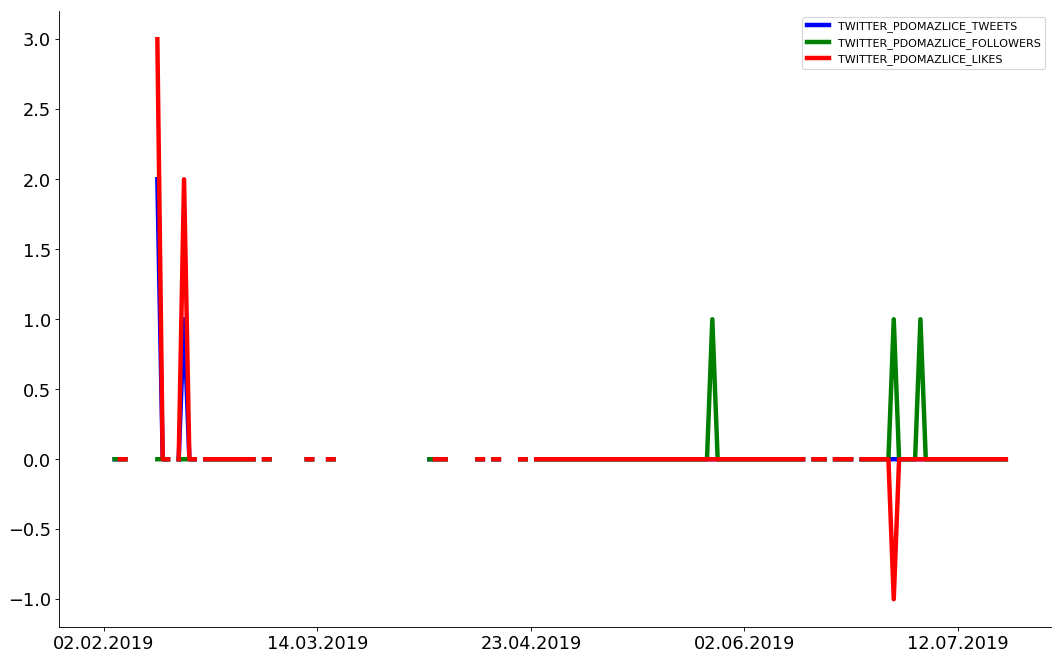 TWITTER_PDOMAZLICE_TWEETS
TWITTER_PDOMAZLICE_FOLLOWERS
TWITTER_PDOMAZLICE_LIKES
3.0
2.5
2.0
1.5
1.0
0.5
0.0
−0.5
−1.0
02.02.2019 14.03.2019 23.04.2019 02.06.2019 12.07.2019